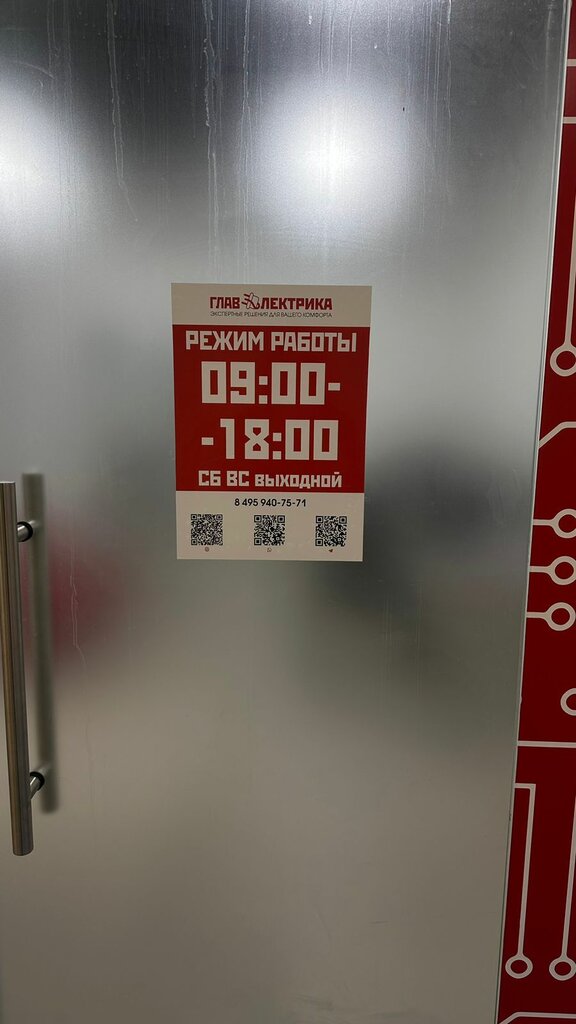 ГЛАВЭЛЕКТРИКА
ЭКСПЕРТНЫЕ РЕШЕНИЯ ДЛЯ ВАШЕГО КОМФОРТА
РЕЖИМ РАБОТЫ
09:00-
-18:00
СБ ВС ВЫХОДНОЙ
8 495 940-75-71